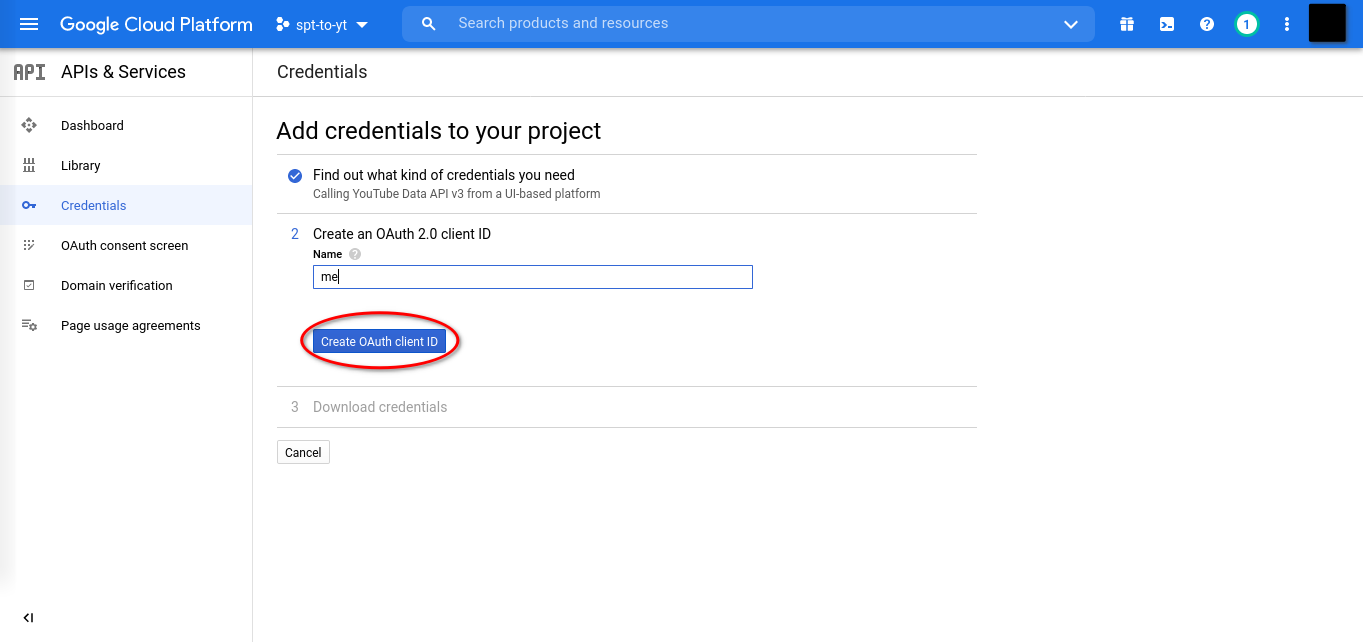 Google Cloud Platform
spt-to-yt
Search products and resources
1
API
APIs & Services
Credentials
Dashboard
Library
Credentials
OAuth consent screen
Domain verification
Page usage agreements
Add credentials to your project
Find out what kind of credentials you need
Calling YouTube Data API v3 from a UI-based platform
2 Create an OAuth 2.0 client ID
Name ?
me
Create OAuth client ID
3 Download credentials
Cancel